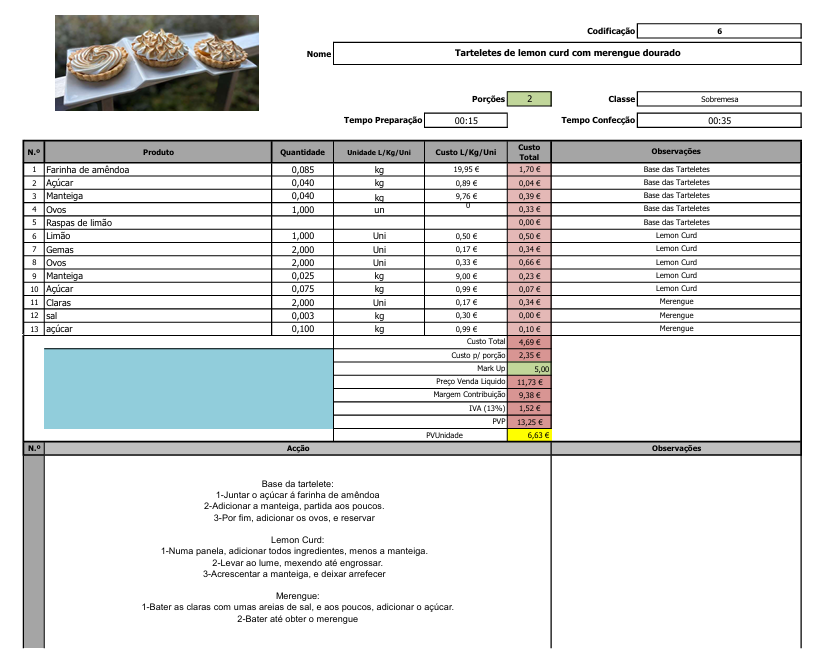 Codificação 6
Nome Tarteletes de lemon curd com merengue dourado
Porções 2 Classe Sobremesa
Tempo Preparação 00:15 Tempo Confecção 00:35
N.º Produto Quantidade Unidade L/Kg/Uni Custo L/Kg/Uni Custo Total Observações
1 Farinha de amêndoa 0,085 kg 19,95 € 1,70 € Base das Tarteletes
2 Açúcar 0,040 kg 0,89 € 0,04 € Base das Tarteletes
3 Manteiga 0,040 kg 9,76 € 0,39 € Base das Tarteletes
4 Ovos 1,000 un 0 0,33 € Base das Tarteletes
5 Raspas de limão 0,00 € Base das Tarteletes
6 Limão 1,000 Uni 0,50 € 0,50 € Lemon Curd
7 Gemas 2,000 Uni 0,17 € 0,34 € Lemon Curd
8 Ovos 2,000 Uni 0,33 € 0,66 € Lemon Curd
9 Manteiga 0,025 kg 9,00 € 0,23 € Lemon Curd
10 Açúcar 0,075 kg 0,99 € 0,07 € Lemon Curd
11 Claras 2,000 Uni 0,17 € 0,34 € Merengue
12 sal 0,003 kg 0,30 € 0,00 € Merengue
13 açúcar 0,100 kg 0,99 € 0,10 € Merengue
Custo Total 4,69 €
Custo p/ porção 2,35 €
Mark Up 5,00
Preço Venda Liquido 11,73 €
Margem Contribuição 9,38 €
IVA (13%) 1,52 €
PVP 13,25 €
PVUnidade 6,63 €
N.º Acção Observações
Base da tartelete:
1-Juntar o açúcar á farinha de amêndoa
2-Adicionar a manteiga, partida aos poucos.
3-Por fim, adicionar os ovos, e reservar
Lemon Curd:
1-Numa panela, adicionar todos ingredientes, menos a manteiga.
2-Levar ao lume, mexendo até engrossar.
3-Acrescentar a manteiga, e deixar arrefecer
Merengue:
1-Bater as claras com umas areias de sal, e aos poucos, adicionar o açúcar.
2-Bater até obter o merengue